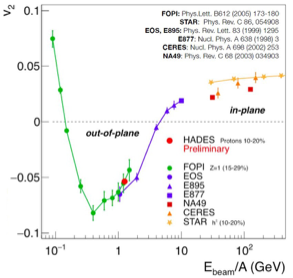 FOPI: Phys.Lett. B612 (2005) 173-180
STAR: Phys. Rev. C 86, 054908
EOS, E895: Phys. Lett. 83 (1999) 1295
E877: Nucl. Phys. A 638 (1998) 3
CERES: Nucl. Phys. A 698 (2002) 253
NA49: Phys. Rev. C 68 (2003) 034903
v2
0.1
0.05
0
−0.05
−0.1
in-plane
out-of-plane
HADES Protons 10-20%
Preliminary
FOPI Z=1 (15-29%)
EOS
E895
E877
NA49
CERES
STAR h± (10-20%)
10⁻¹
1
10
10²
Ebeam/A (GeV)